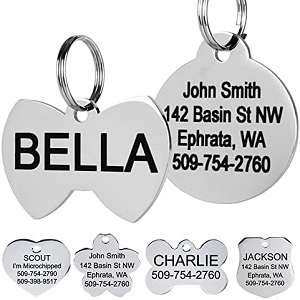 BELLA
John Smith
142 Basin St NW
Ephrata, WA
509-754-2760
SCOUT
I'm Microchipped
509-754-2790
509-398-9517
John Smith
142 Basin St NW
Ephrata, WA
509-754-2760
CHARLIE
509-754-2760
JACKSON
142 Basin St NW
Ephrata, WA
509-754-2760